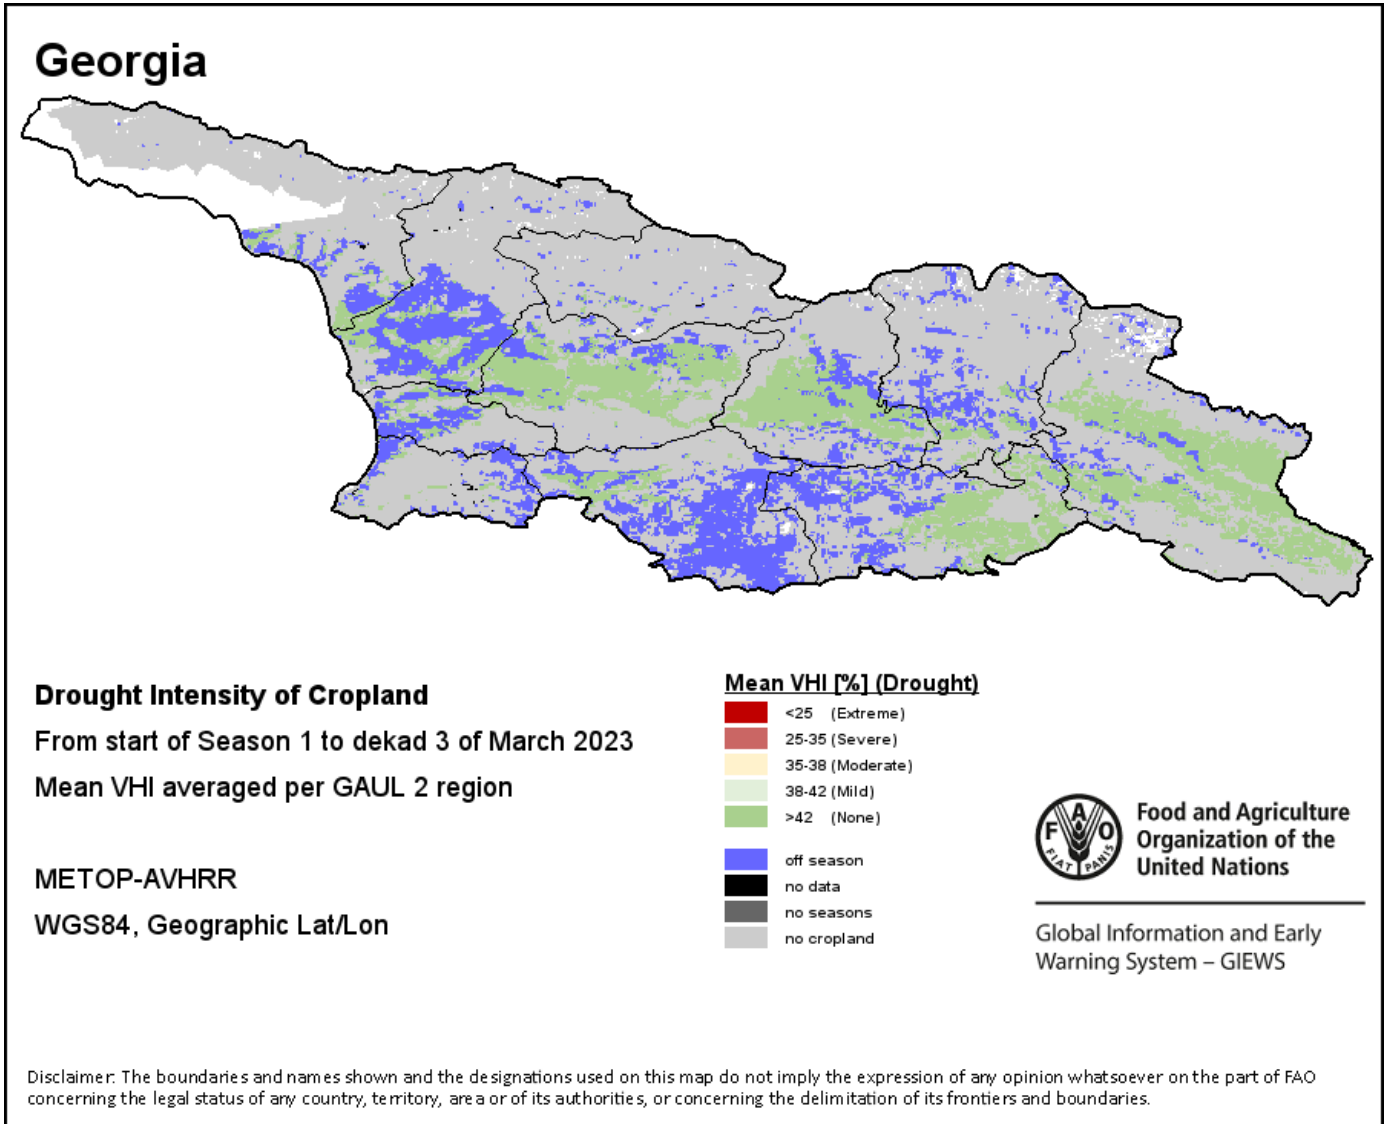 Georgia
Drought Intensity of Cropland
From start of Season 1 to dekad 3 of March 2023
Mean VHI averaged per GAUL 2 region
METOP-AVHRR
WGS84, Geographic Lat/Lon
Mean VHI [%] (Drought)
<25 (Extreme)
25-35 (Severe)
35-38 (Moderate)
38-42 (Mild)
>42 (None)
off season
no data
no seasons
no cropland
F A O
FIAT PANIS
Food and Agriculture
Organization of the
United Nations
Global Information and Early
Warning System – GIEWS
Disclaimer: The boundaries and names shown and the designations used on this map do not imply the expression of any opinion whatsoever on the part of FAO
concerning the legal status of any country, territory, area or of its authorities, or concerning the delimitation of its frontiers and boundaries.